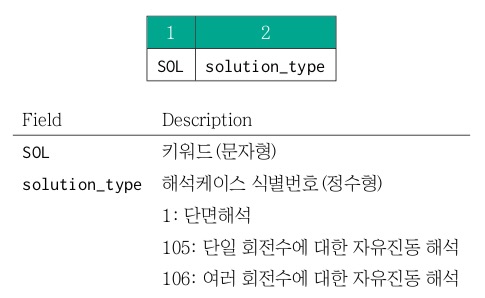 1 2
SOL solution_type
Field Description
SOL 키워드(문자형)
solution_type 해석케이스 식별번호(정수형)
1: 단면해석
105: 단일 회전수에 대한 자유진동 해석
106: 여러 회전수에 대한 자유진동 해석